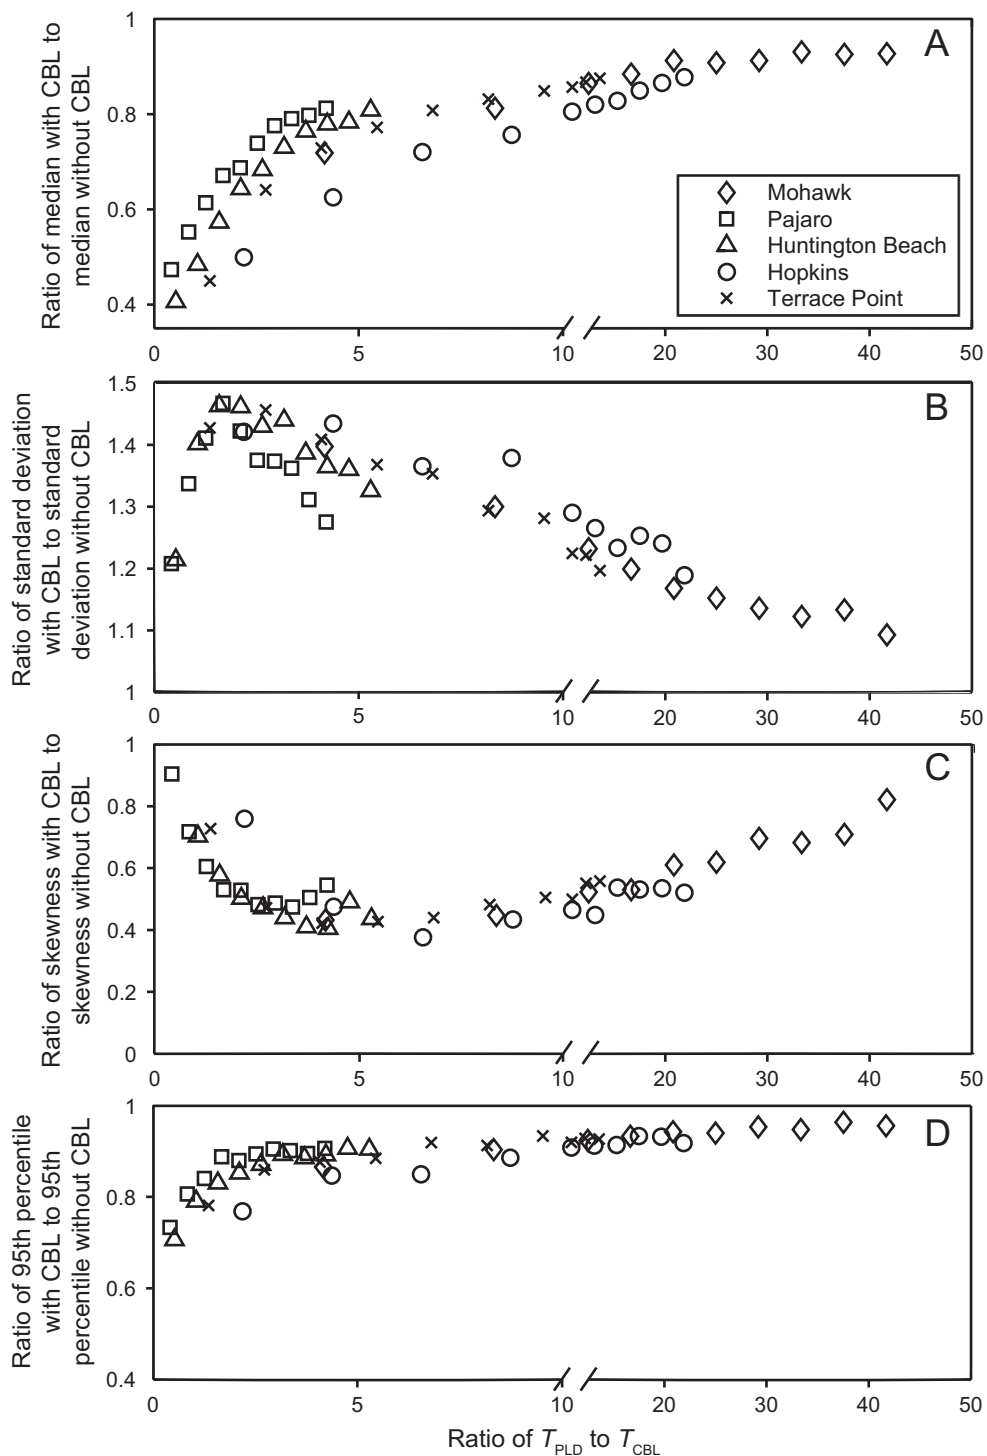 Ratio of median with CBL to
median without CBL
1
0.8
0.6
0.4
A
Mohawk
Pajaro
Huntington Beach
Hopkins
Terrace Point
0 5 10 20 30 40 50
Ratio of standard deviation
with CBL to standard
deviation without CBL
1.5
1.4
1.3
1.2
1.1
1
B
0 5 10 20 30 40 50
Ratio of skewness with CBL to
skewness without CBL
1
0.8
0.6
0.4
0.2
0
C
0 5 10 20 30 40 50
Ratio of 95th percentile
with CBL to 95th
percentile without CBL
1
0.8
0.6
0.4
D
0 5 10 20 30 40 50
Ratio of T_PLD to T_CBL